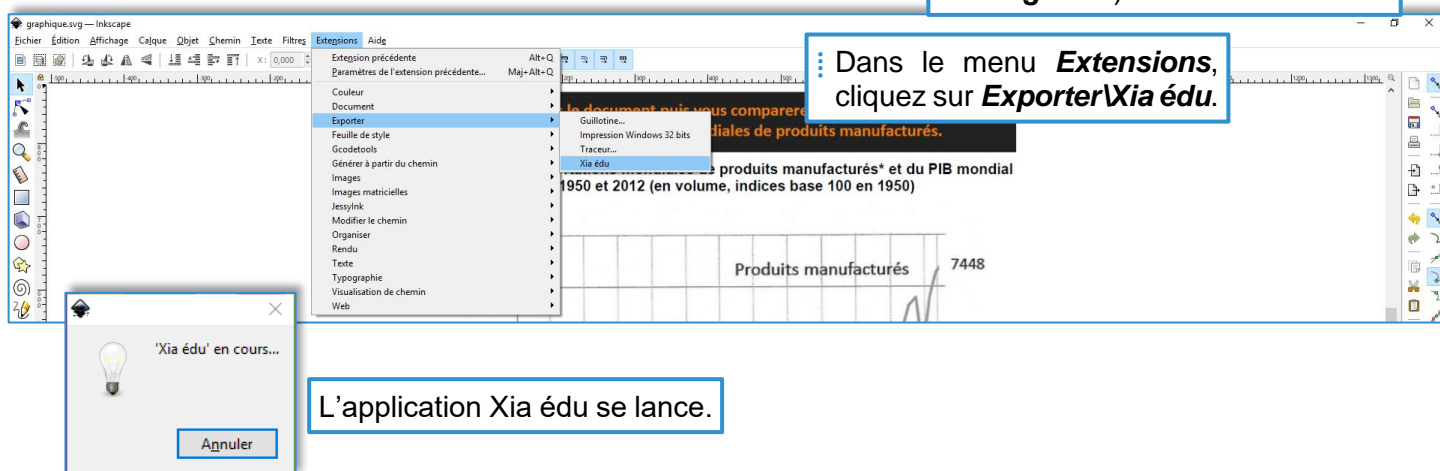 graphique.svg — Inkscape
Fichier Édition Affichage Calque Objet Chemin Texte Filtres Extensions Aide
X: 0,000
Extension précédente Alt+Q
Paramètres de l'extension précédente... Maj+Alt+Q
Couleur
Document
Exporter
Feuille de style
Gcodetools
Générer à partir du chemin
Images
Images matricielles
JessyInk
Modifier le chemin
Organiser
Rendu
Texte
Typographie
Visualisation de chemin
Web
Guillotine...
Impression Windows 32 bits
Traceur...
Xia édu
Dans le menu Extensions,
cliquez sur Exporter\Xia édu.
le document puis vous comparere
diales de produits manufacturés.
produits manufacturés* et du PIB mondial
1950 et 2012 (en volume, indices base 100 en 1950)
Produits manufacturés 7448
'Xia édu' en cours...
Annuler
L'application Xia édu se lance.